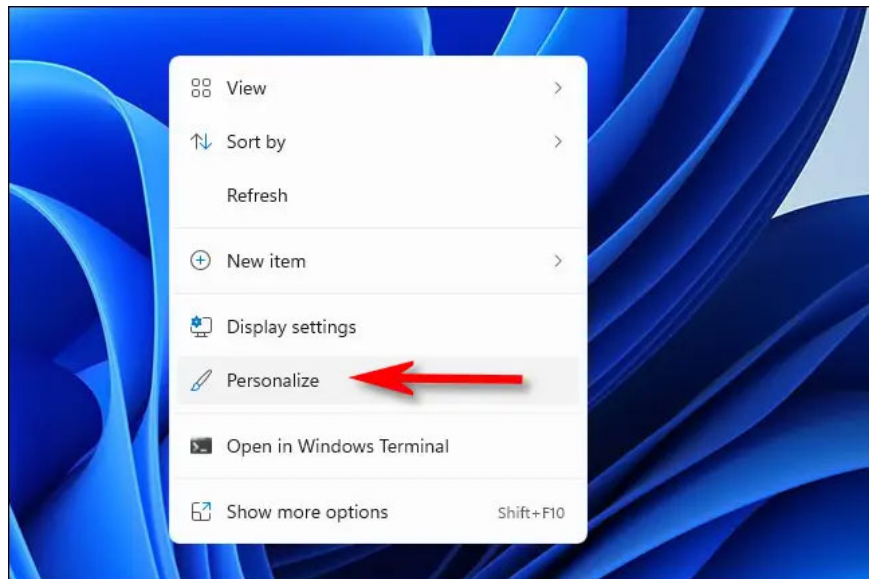 View
Sort by
Refresh
New item
Display settings
Personalize
Open in Windows Terminal
Show more options Shift+F10